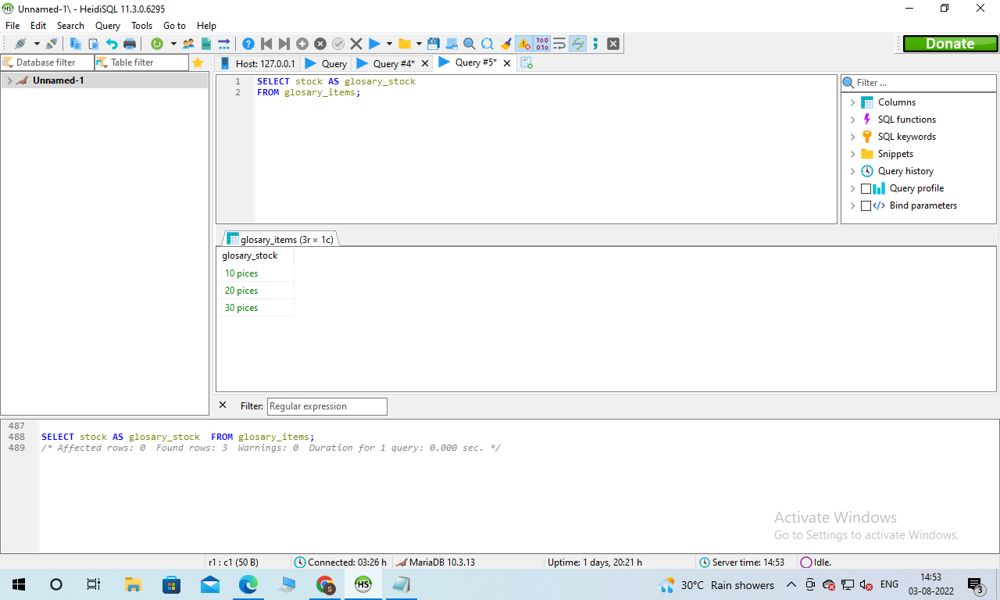 Unnamed-1\ - HeidiSQL 11.3.0.6295
File Edit Search Query Tools Go to Help
Donate
Database filter Table filter Host: 127.0.0.1 Query Query #4* Query #5*
Unnamed-1
1 SELECT stock AS glosary_stock
2 FROM glosary_items;
Filter ...
Columns
SQL functions
SQL keywords
Snippets
Query history
Query profile
Bind parameters
glosary_items (3r × 1c)
glosary_stock
10 pices
20 pices
30 pices
Filter: Regular expression
487
488 SELECT stock AS glosary_stock  FROM glosary_items;
489 /* Affected rows: 0  Found rows: 3  Warnings: 0  Duration for 1 query: 0.000 sec. */
Activate Windows
Go to Settings to activate Windows.
r1 : c1 (50 B) Connected: 03:26 h MariaDB 10.3.13 Uptime: 1 days, 20:21 h Server time: 14:53 Idle.
HS 30°C Rain showers ENG 14:53
03-08-2022 3